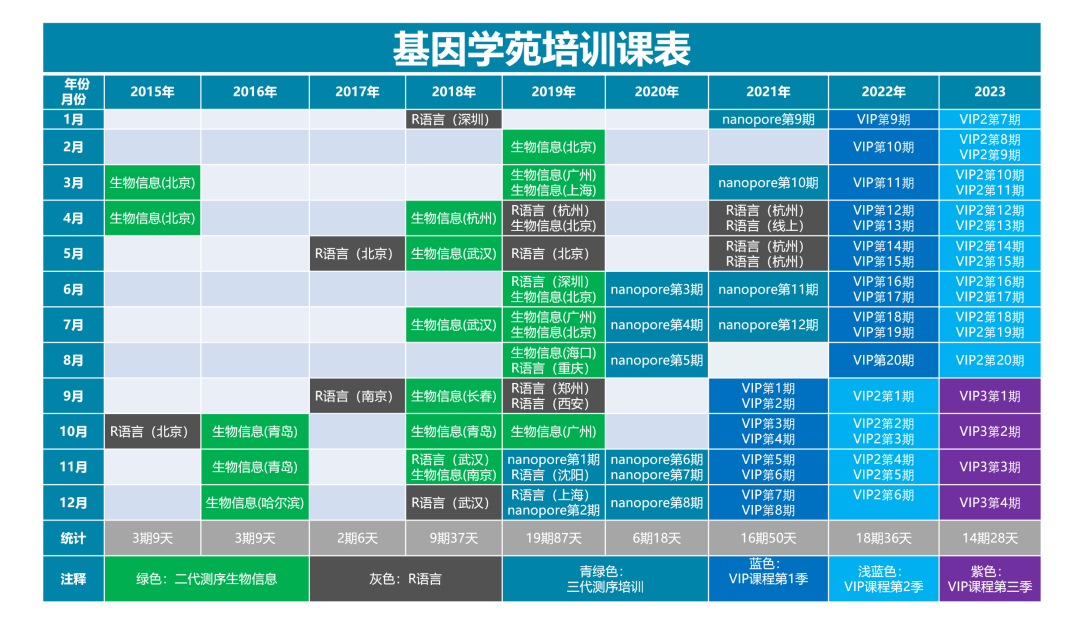 基因学苑培训课表
年份
月份
2015年 2016年 2017年 2018年 2019年 2020年 2021年 2022年 2023
1月 R语言（深圳） nanopore第9期 VIP第9期 VIP2第7期
2月 生物信息(北京) VIP第10期 VIP2第8期
VIP2第9期
3月 生物信息(北京) 生物信息(广州) nanopore第10期 VIP第11期 VIP2第10期
生物信息(上海) VIP2第11期
4月 生物信息(北京) 生物信息(杭州) R语言（杭州） R语言（杭州） VIP第12期 VIP2第12期
生物信息(北京) R语言（线上） VIP第13期 VIP2第13期
5月 R语言（北京） 生物信息(武汉) R语言（北京） R语言（杭州） VIP第14期 VIP2第14期
R语言（杭州） VIP第15期 VIP2第15期
6月 R语言（深圳） nanopore第3期 nanopore第11期 VIP第16期 VIP2第16期
生物信息(北京) VIP第17期 VIP2第17期
7月 生物信息(武汉) 生物信息(广州) nanopore第4期 nanopore第12期 VIP第18期 VIP2第18期
生物信息(北京) VIP第19期 VIP2第19期
8月 生物信息(海口) nanopore第5期 VIP第20期 VIP2第20期
R语言（重庆）
9月 R语言（南京） 生物信息(长春) R语言（郑州） VIP第1期 VIP2第1期 VIP3第1期
R语言（西安） VIP第2期
10月 R语言（北京） 生物信息(青岛) 生物信息(青岛) 生物信息(广州) VIP第3期 VIP2第2期 VIP3第2期
VIP第4期 VIP2第3期
11月 生物信息(青岛) R语言（武汉） nanopore第1期 nanopore第6期 VIP第5期 VIP2第4期 VIP3第3期
生物信息(南京) R语言（沈阳） nanopore第7期 VIP第6期 VIP2第5期
12月 生物信息(哈尔滨) R语言（武汉） R语言（上海） nanopore第8期 VIP第7期 VIP2第6期 VIP3第4期
nanopore第2期 VIP第8期
统计 3期9天 3期9天 2期6天 9期37天 19期87天 6期18天 16期50天 18期36天 14期28天
注释 绿色：二代测序生物信息 灰色：R语言 青绿色： 蓝色： 浅蓝色： 紫色：
三代测序培训 VIP课程第1季 VIP课程第2季 VIP课程第三季